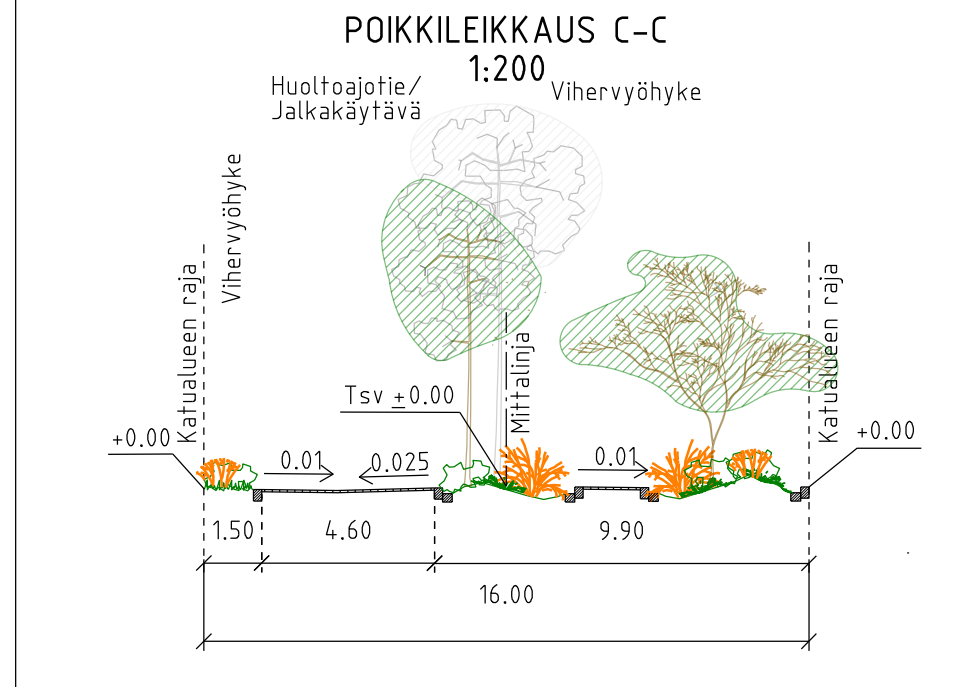 POIKKILEIKKAUS C-C
1:200
Huoltoajotie/
Jalkakäytävä
Vihervyöhyke
Vihervyöhyke
Katualueen raja
Katualueen raja
Mittalinja
Tsv ±0.00
+0.00
+0.00
0.01
0.025
0.01
1.50
4.60
9.90
16.00